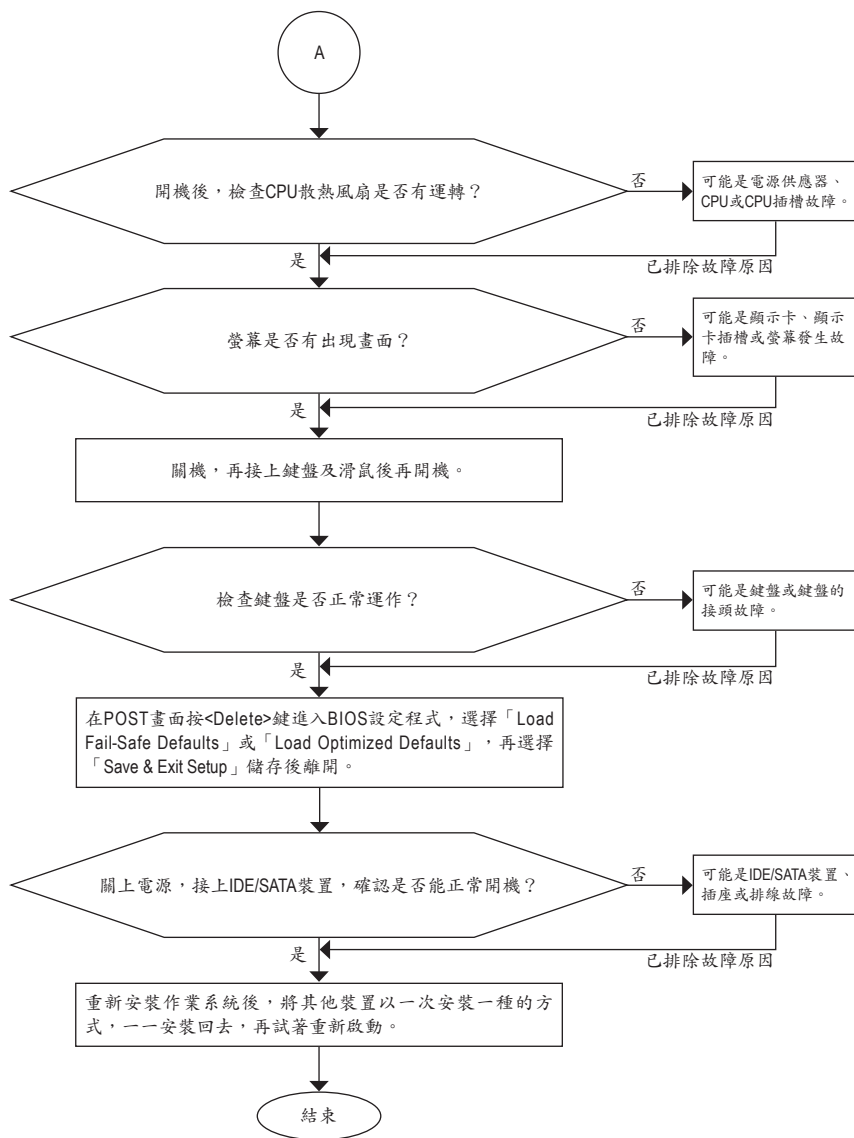 A
開機後，檢查CPU散熱風扇是否有運轉？
否
可能是電源供應器、
CPU或CPU插槽故障。
是
已排除故障原因
螢幕是否有出現畫面？
否
可能是顯示卡、顯示
卡插槽或螢幕發生故
障。
是
已排除故障原因
關機，再接上鍵盤及滑鼠後再開機。
檢查鍵盤是否正常運作？
否
可能是鍵盤或鍵盤的
接頭故障。
是
已排除故障原因
在POST畫面按<Delete>鍵進入BIOS設定程式，選擇「Load
Fail-Safe Defaults」或「Load Optimized Defaults」，再選擇
「Save & Exit Setup」儲存後離開。
關上電源，接上IDE/SATA裝置，確認是否能正常開機？
否
可能是IDE/SATA裝置、
插座或排線故障。
是
已排除故障原因
重新安裝作業系統後，將其他裝置以一次安裝一種的方
式，一一安裝回去，再試著重新啟動。
結束